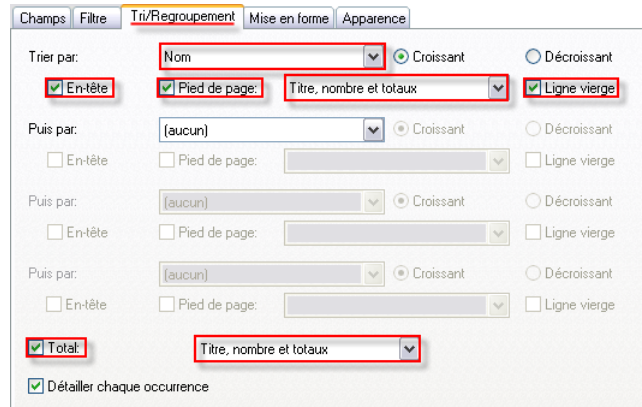 Champs Filtre Tri/Regroupement Mise en forme Apparence
Trier par: Nom Croissant Décroissant
En-tête Pied de page: Titre, nombre et totaux Ligne vierge
Puis par: (aucun) Croissant Décroissant
En-tête Pied de page: Ligne vierge
Puis par: (aucun) Croissant Décroissant
En-tête Pied de page: Ligne vierge
Puis par: (aucun) Croissant Décroissant
En-tête Pied de page: Ligne vierge
Total: Titre, nombre et totaux
Détailler chaque occurrence